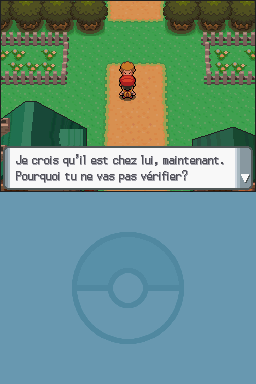 Je crois qu'il est chez lui, maintenant.
Pourquoi tu ne vas pas vérifier?